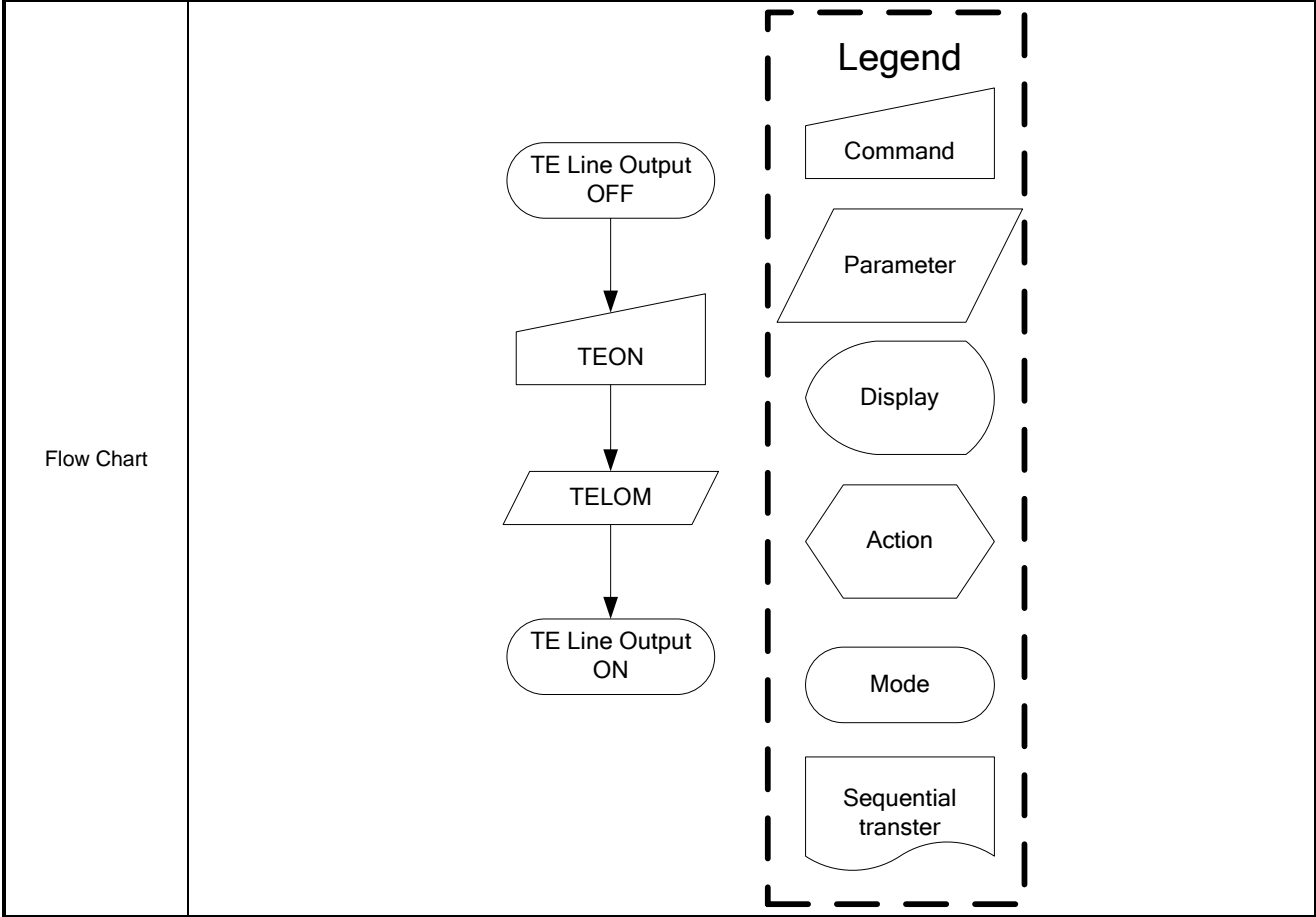 Flow Chart
TE Line Output
OFF
TEON
TELOM
TE Line Output
ON
Legend
Command
Parameter
Display
Action
Mode
Sequential
transter